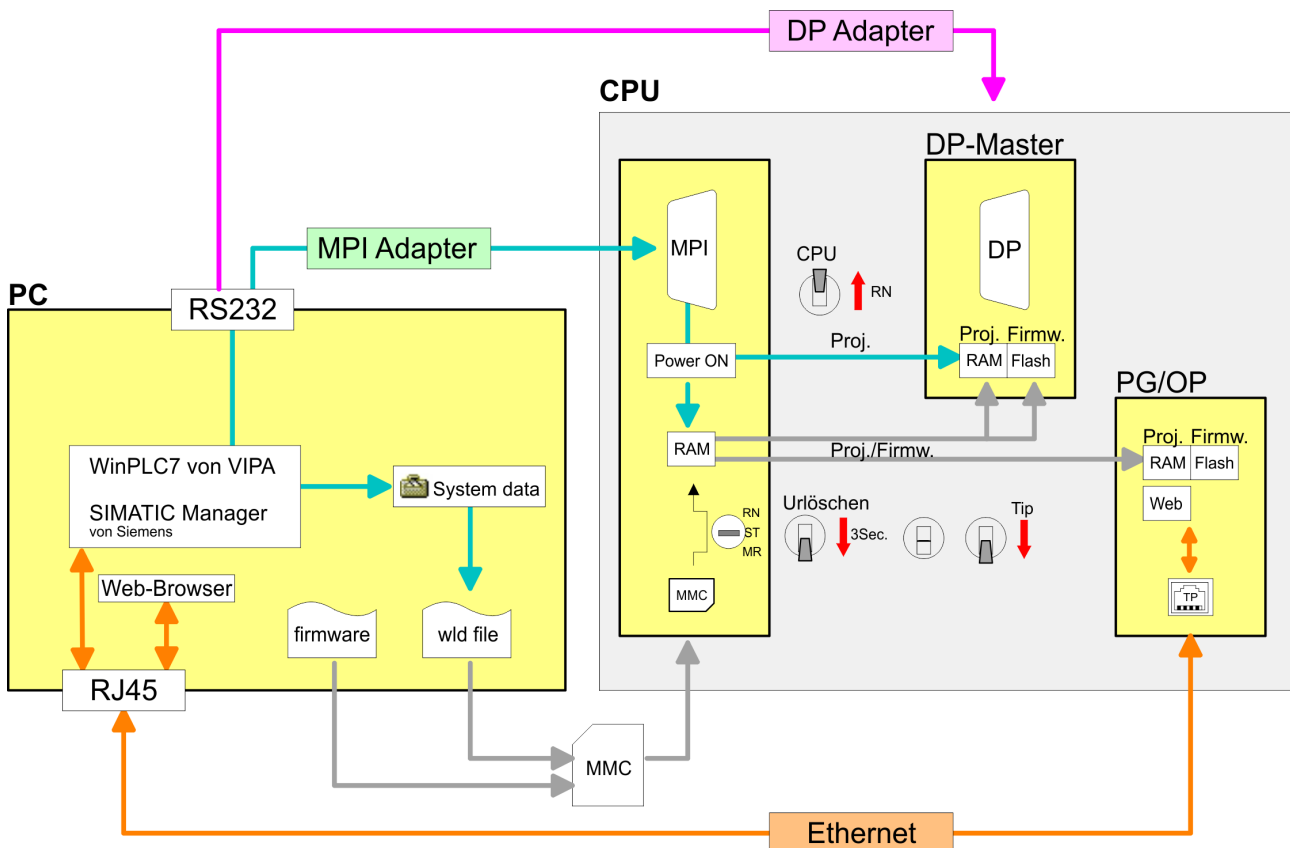 DP Adapter
CPU
DP-Master
MPI Adapter
MPI
CPU
RN
DP
PC
RS232
Proj.
Proj. Firmw.
Power ON
RAM Flash
PG/OP
RAM
Proj./Firmw.
Proj. Firmw.
RAM Flash
WinPLC7 von VIPA
SIMATIC Manager
von Siemens
System data
Web
RN
ST
MR
Urlöschen
3Sec.
Tip
Web-Browser
MMC
TP
firmware
wld file
RJ45
MMC
Ethernet